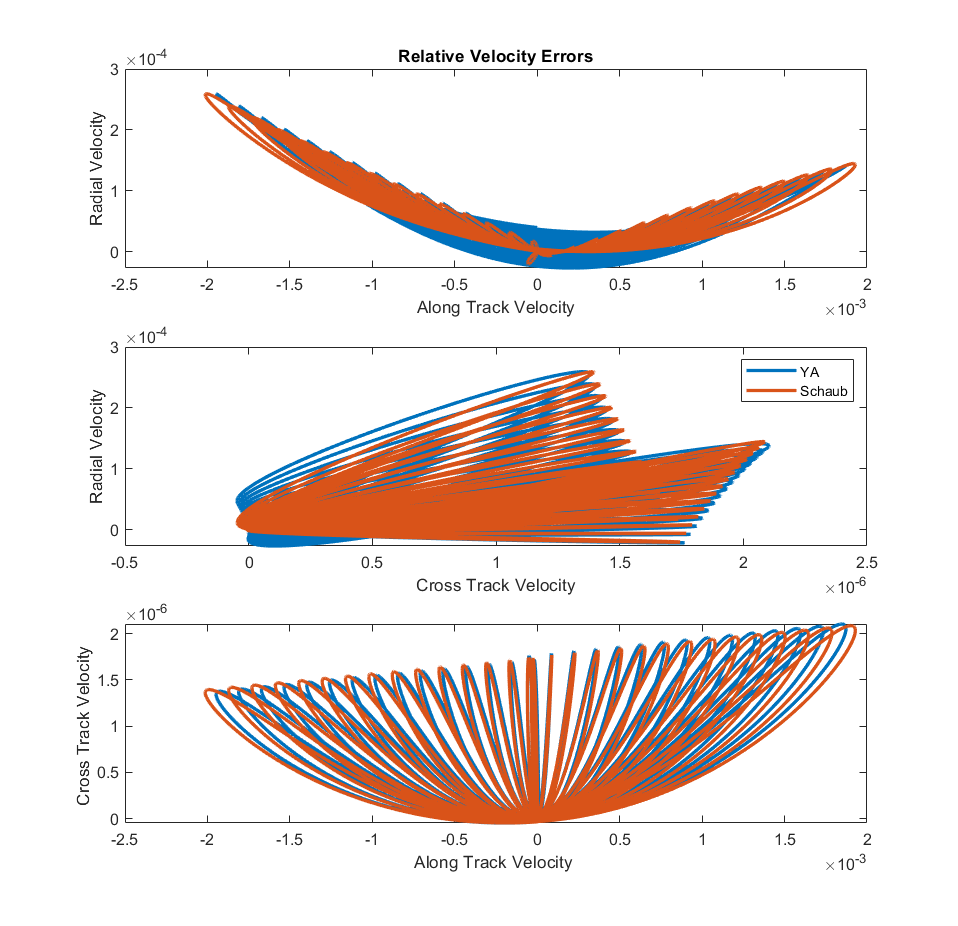 Relative Velocity Errors
×10-4
3
2
1
0
Radial Velocity
-2.5 -2 -1.5 -1 -0.5 0 0.5 1 1.5 2
Along Track Velocity
×10-3
×10-4
3
2
1
0
Radial Velocity
YA
Schaub
-0.5 0 0.5 1 1.5 2 2.5
Cross Track Velocity
×10-6
×10-6
2
1.5
1
0.5
0
Cross Track Velocity
-2.5 -2 -1.5 -1 -0.5 0 0.5 1 1.5 2
Along Track Velocity
×10-3